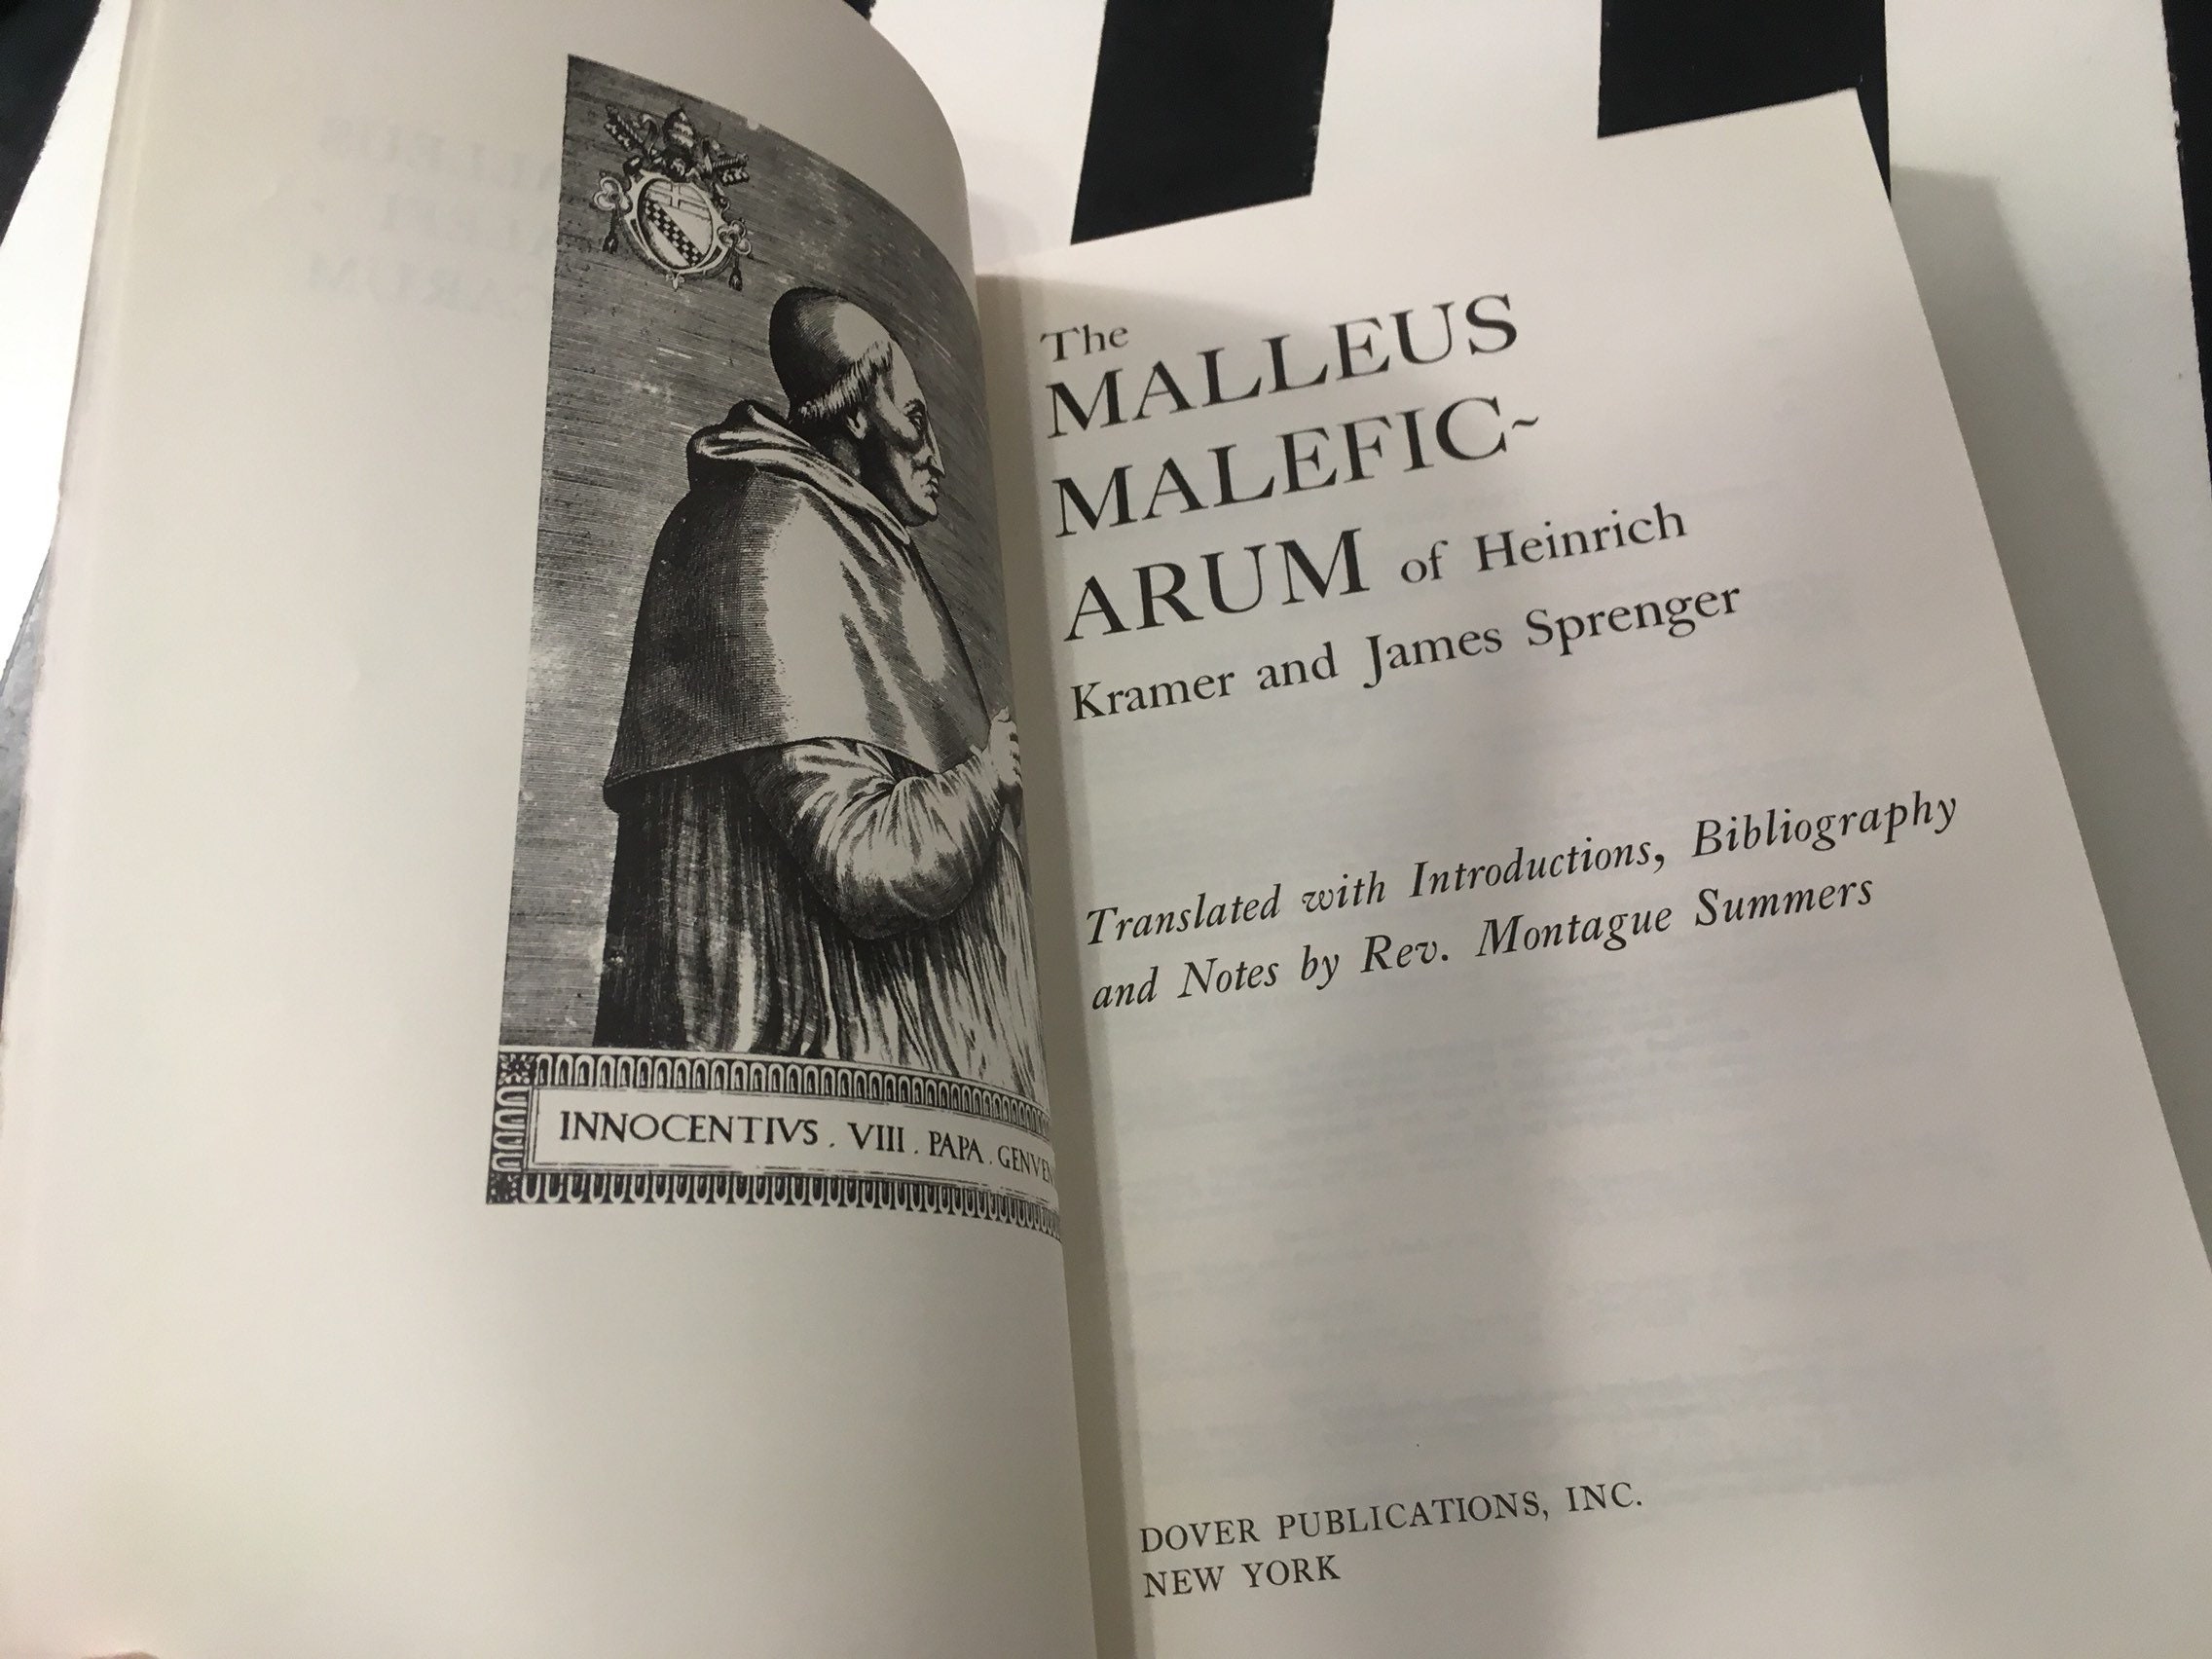 INNOCENTIVS . VIII . PAPA . GENVEN
The
MALLEUS
MALEFIC~
ARUM of Heinrich
Kramer and James Sprenger
Translated with Introductions, Bibliography
and Notes by Rev. Montague Summers
DOVER PUBLICATIONS, INC.
NEW YORK